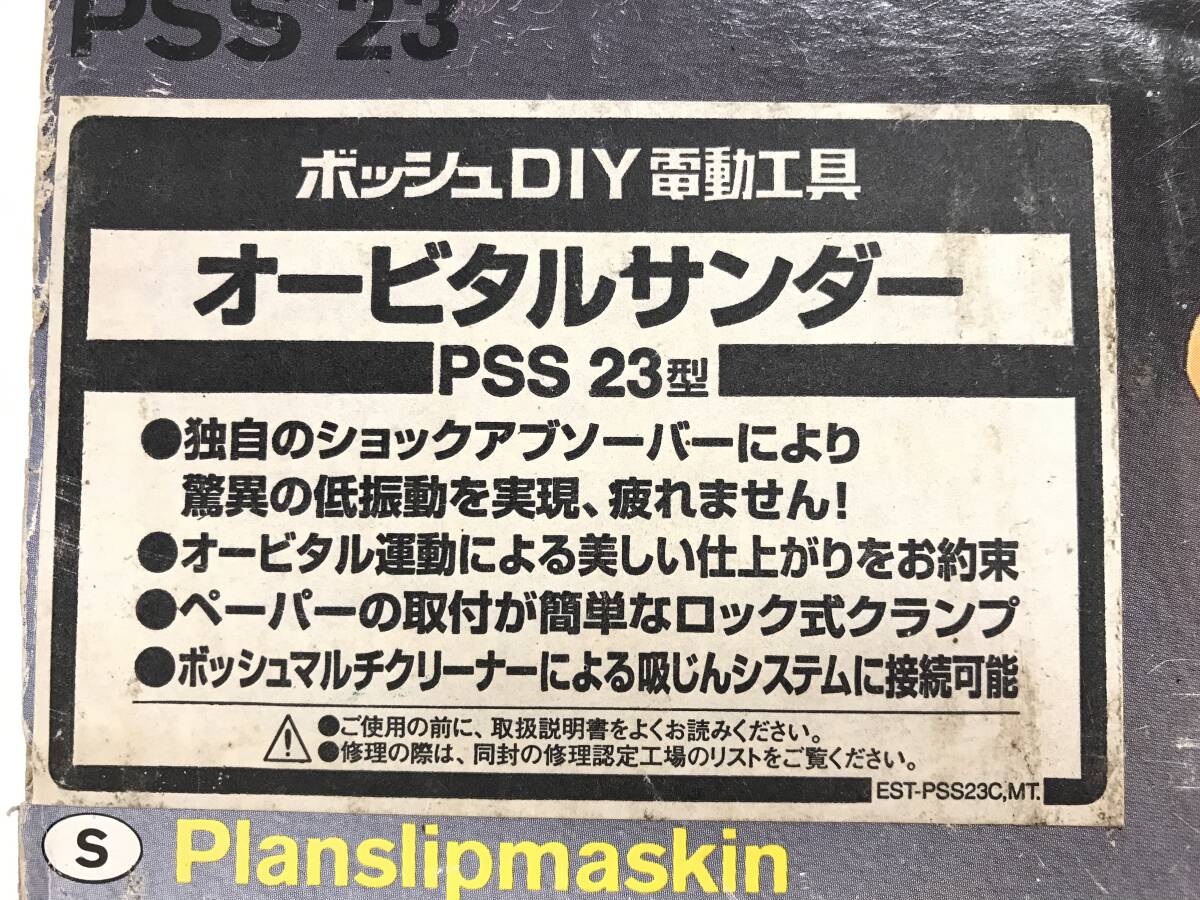 PSS 23
ボッシュDIY電動工具
オービタルサンダー
PSS 23型
●独自のショックアブソーバーにより
驚異の低振動を実現、疲れません!
●オービタル運動による美しい仕上がりをお約束
●ペーパーの取付が簡単なロック式クランプ
●ボッシュマルチクリーナーによる吸じんシステムに接続可能
●ご使用の前に、取扱説明書をよくお読みください。
●修理の際は、同封の修理認定工場のリストをご覧ください。
EST-PSS23C,MT.
S Planslipmaskin